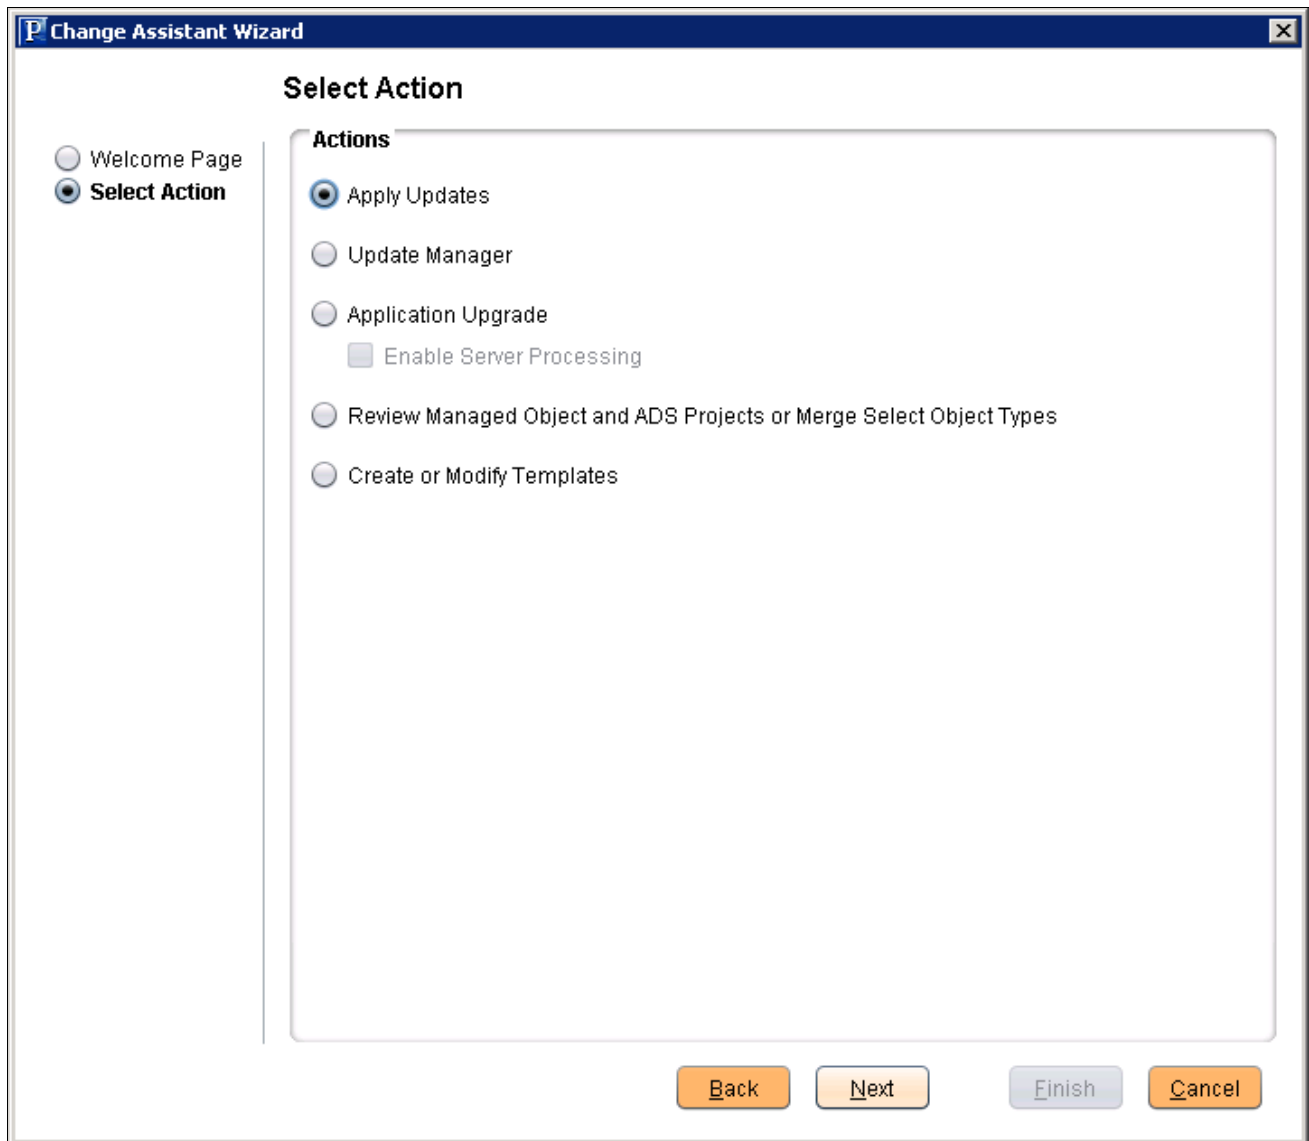 P Change Assistant Wizard
Select Action
Welcome Page
Select Action
Actions
Apply Updates
Update Manager
Application Upgrade
Enable Server Processing
Review Managed Object and ADS Projects or Merge Select Object Types
Create or Modify Templates
Back
Next
Finish
Cancel